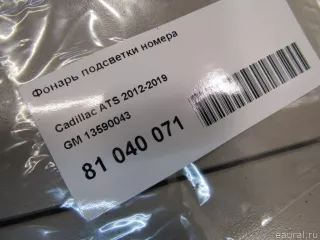 Фонарь подсветки номера
Cadillac ATS 2012-2019
GM 13590043
81 040 071
eaural.ru